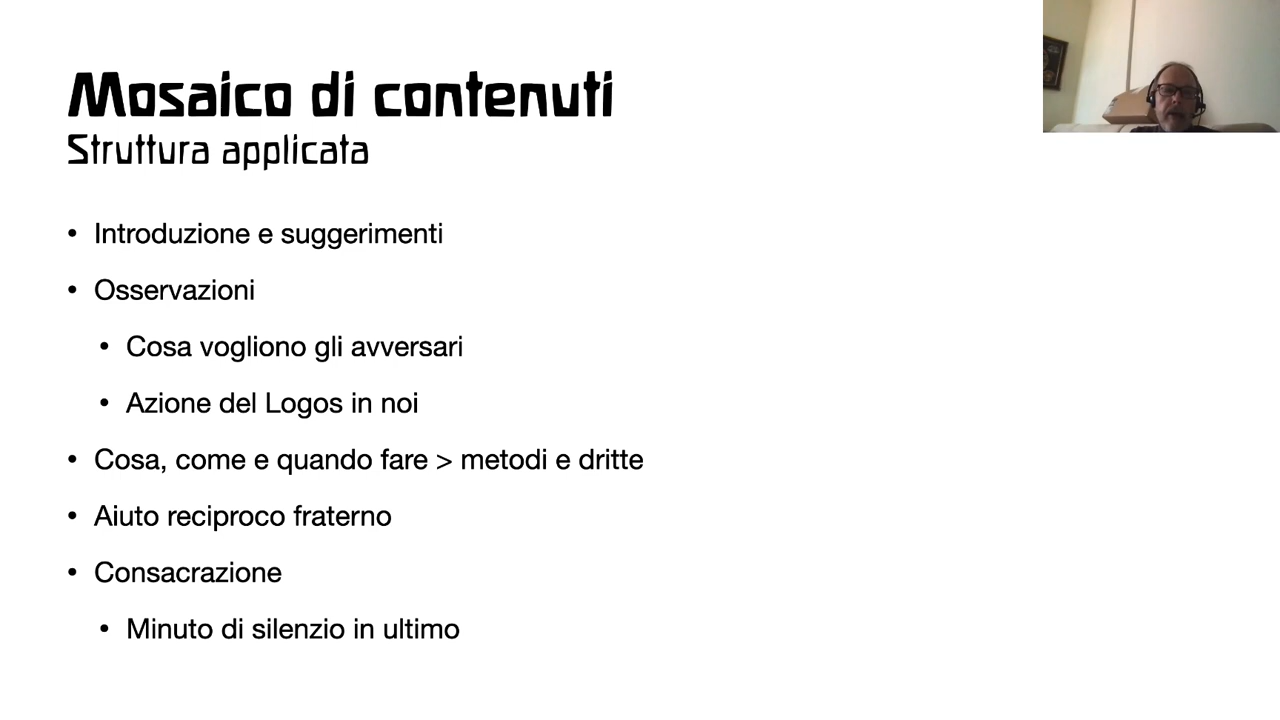 Mosaico di contenuti
Struttura applicata
• Introduzione e suggerimenti
• Osservazioni
• Cosa vogliono gli avversari
• Azione del Logos in noi
• Cosa, come e quando fare > metodi e dritte
• Aiuto reciproco fraterno
• Consacrazione
• Minuto di silenzio in ultimo